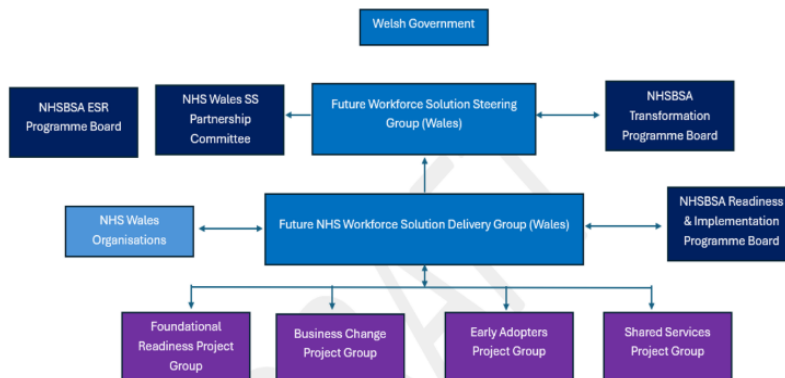 Welsh Government
NHSBSA ESR
Programme Board
NHS Wales SS
Partnership
Committee
Future Workforce Solution Steering
Group (Wales)
NHSBSA
Transformation
Programme Board
NHS Wales
Organisations
Future NHS Workforce Solution Delivery Group (Wales)
NHSBSA Readiness
& Implementation
Programme Board
Foundational
Readiness Project
Group
Business Change
Project Group
Early Adopters
Project Group
Shared Services
Project Group